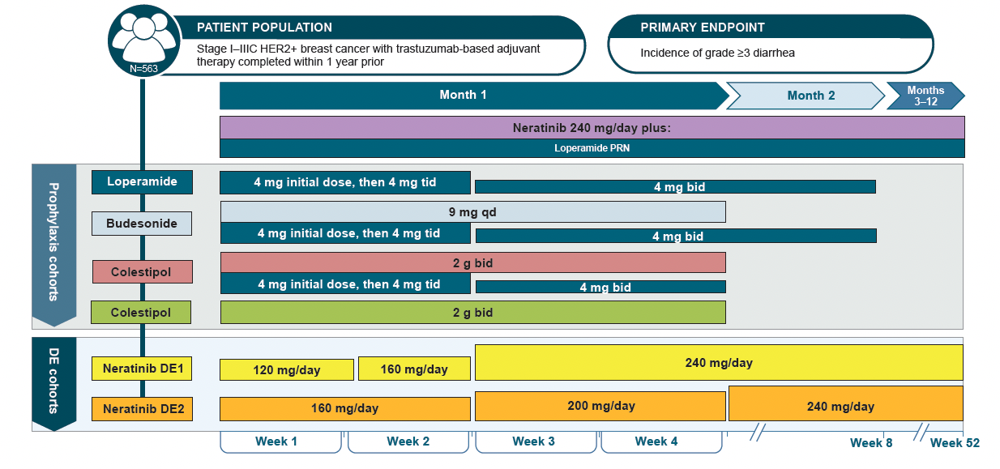 PATIENT POPULATION
Stage I–IIIC HER2+ breast cancer with trastuzumab-based adjuvant
therapy completed within 1 year prior
N=563
PRIMARY ENDPOINT
Incidence of grade ≥3 diarrhea
Month 1
Month 2
Months
3–12
Neratinib 240 mg/day plus:
Loperamide PRN
Prophylaxis cohorts
Loperamide
4 mg initial dose, then 4 mg tid
4 mg bid
Budesonide
9 mg qd
4 mg initial dose, then 4 mg tid
4 mg bid
Colestipol
2 g bid
4 mg initial dose, then 4 mg tid
4 mg bid
Colestipol
2 g bid
DE cohorts
Neratinib DE1
120 mg/day
160 mg/day
240 mg/day
Neratinib DE2
160 mg/day
200 mg/day
240 mg/day
Week 1
Week 2
Week 3
Week 4
Week 8
Week 52